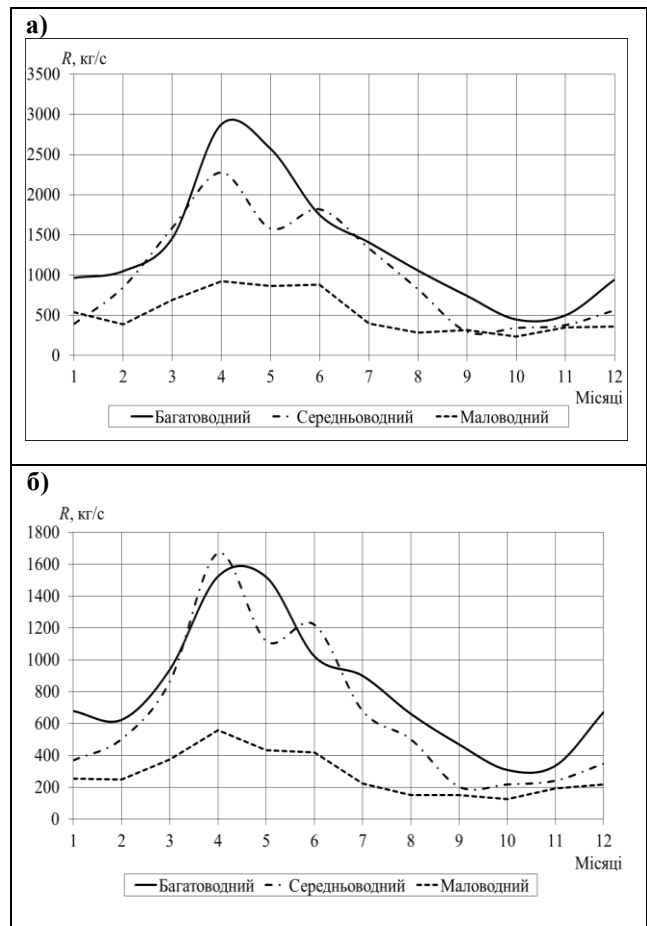 а)
R, кг/с
3500
3000
2500
2000
1500
1000
500
0
1 2 3 4 5 6 7 8 9 10 11 12
Місяці
Багатоводний Середньоводний Маловодний
б)
R, кг/с
1800
1600
1400
1200
1000
800
600
400
200
0
1 2 3 4 5 6 7 8 9 10 11 12
Місяці
Багатоводний Середньоводний Маловодний